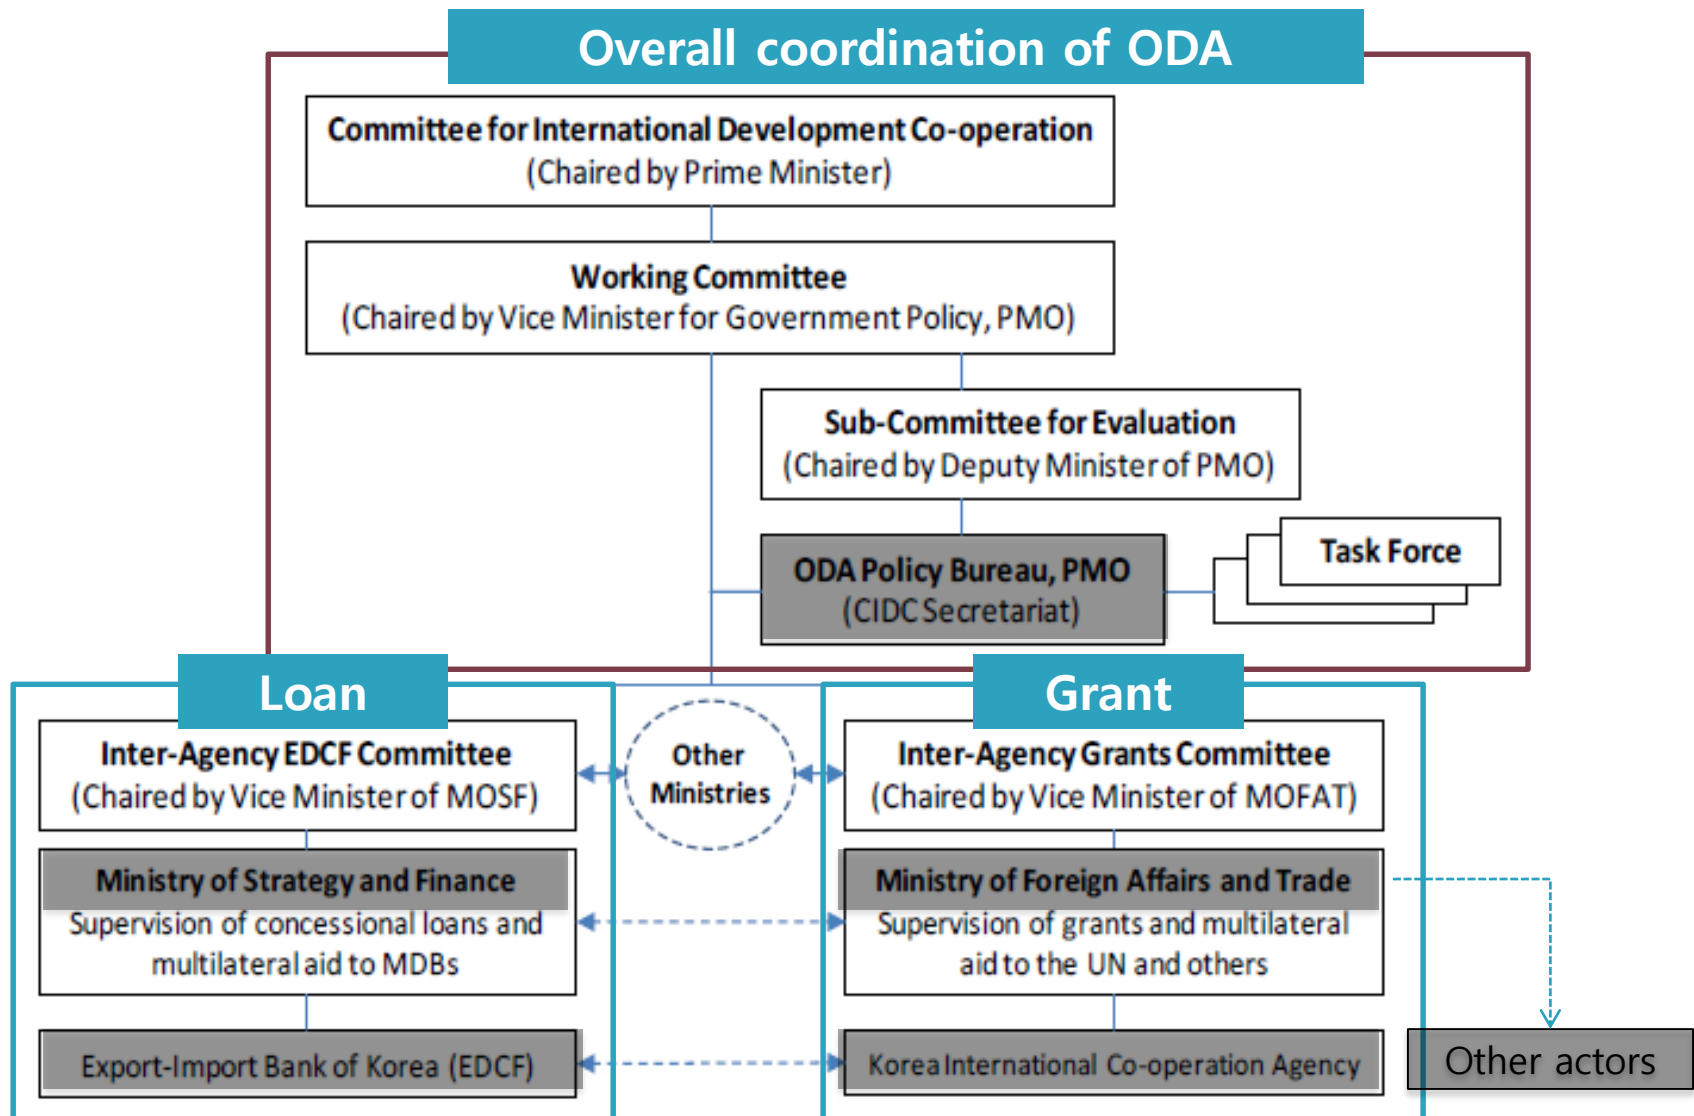 Overall coordination of ODA
Committee for International Development Co-operation
(Chaired by Prime Minister)
Working Committee
(Chaired by Vice Minister for Government Policy, PMO)
Sub-Committee for Evaluation
(Chaired by Deputy Minister of PMO)
ODA Policy Bureau, PMO
(CIDC Secretariat)
Task Force
Loan
Inter-Agency EDCF Committee
(Chaired by Vice Minister of MOSF)
Ministry of Strategy and Finance
Supervision of concessional loans and
multilateral aid to MDBs
Export-Import Bank of Korea (EDCF)
Other
Ministries
Grant
Inter-Agency Grants Committee
(Chaired by Vice Minister of MOFAT)
Ministry of Foreign Affairs and Trade
Supervision of grants and multilateral
aid to the UN and others
Korea International Co-operation Agency
Other actors